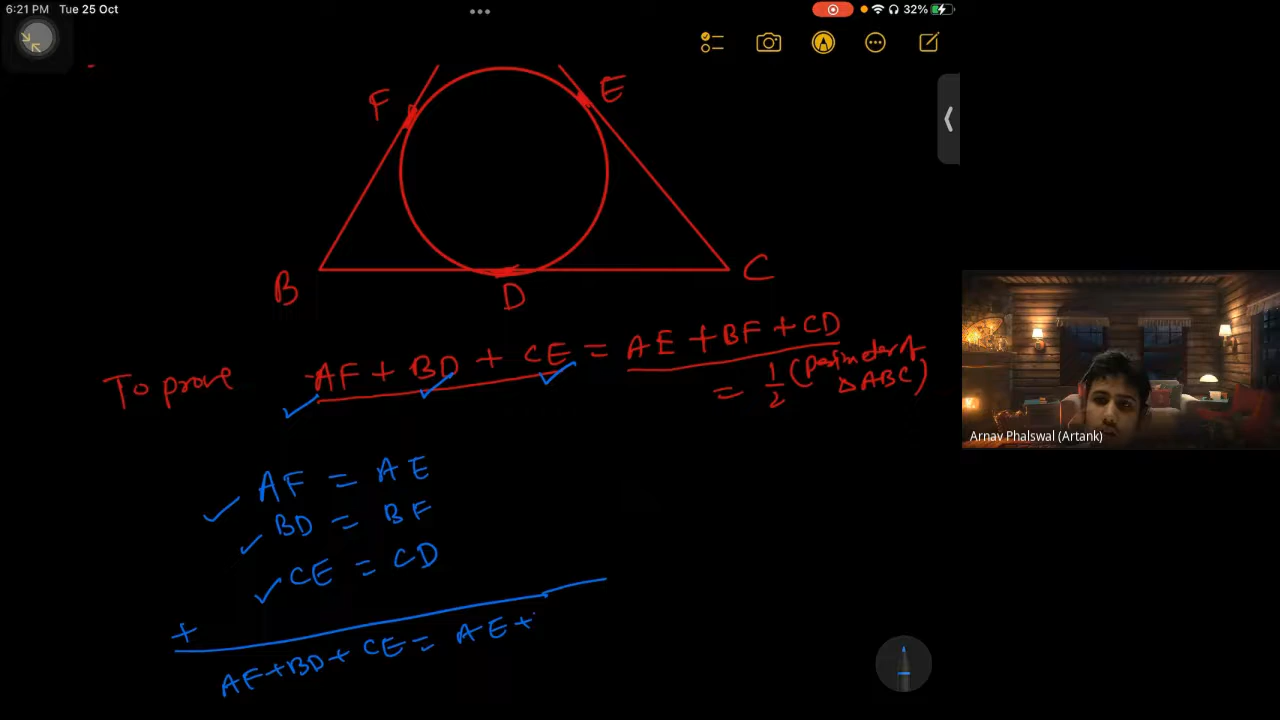 6:21 PM Tue 25 Oct
32%
F
E
B
D
C
To prove AF + BD + CE = AE + BF + CD
= 1/2 (Perimeter of
ΔABC)
AF = AE
BD = BF
CE = CD
+
AF+BD+ CE = AE+
Arnav Phalswal (Artank)